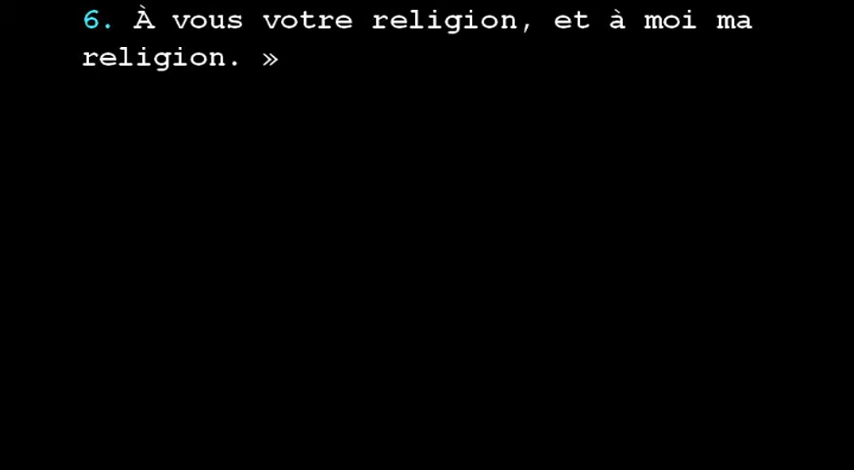 6. À vous votre religion, et à moi ma
religion. »